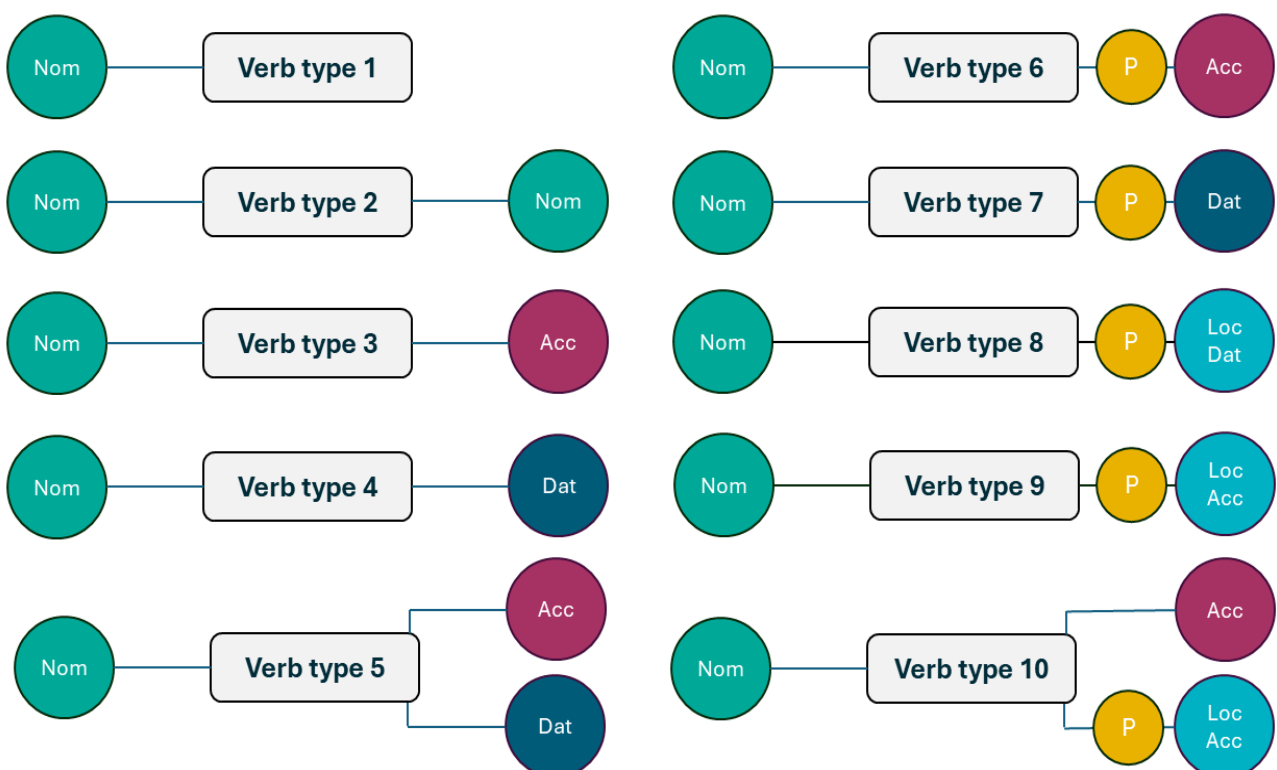 Nom
Verb type 1
Nom
Verb type 2
Nom
Nom
Verb type 3
Acc
Nom
Verb type 4
Dat
Nom
Verb type 5
Acc
Dat
Nom
Verb type 6
P
Acc
Nom
Verb type 7
P
Dat
Nom
Verb type 8
P
Loc
Dat
Nom
Verb type 9
P
Loc
Acc
Nom
Verb type 10
Acc
P
Loc
Acc